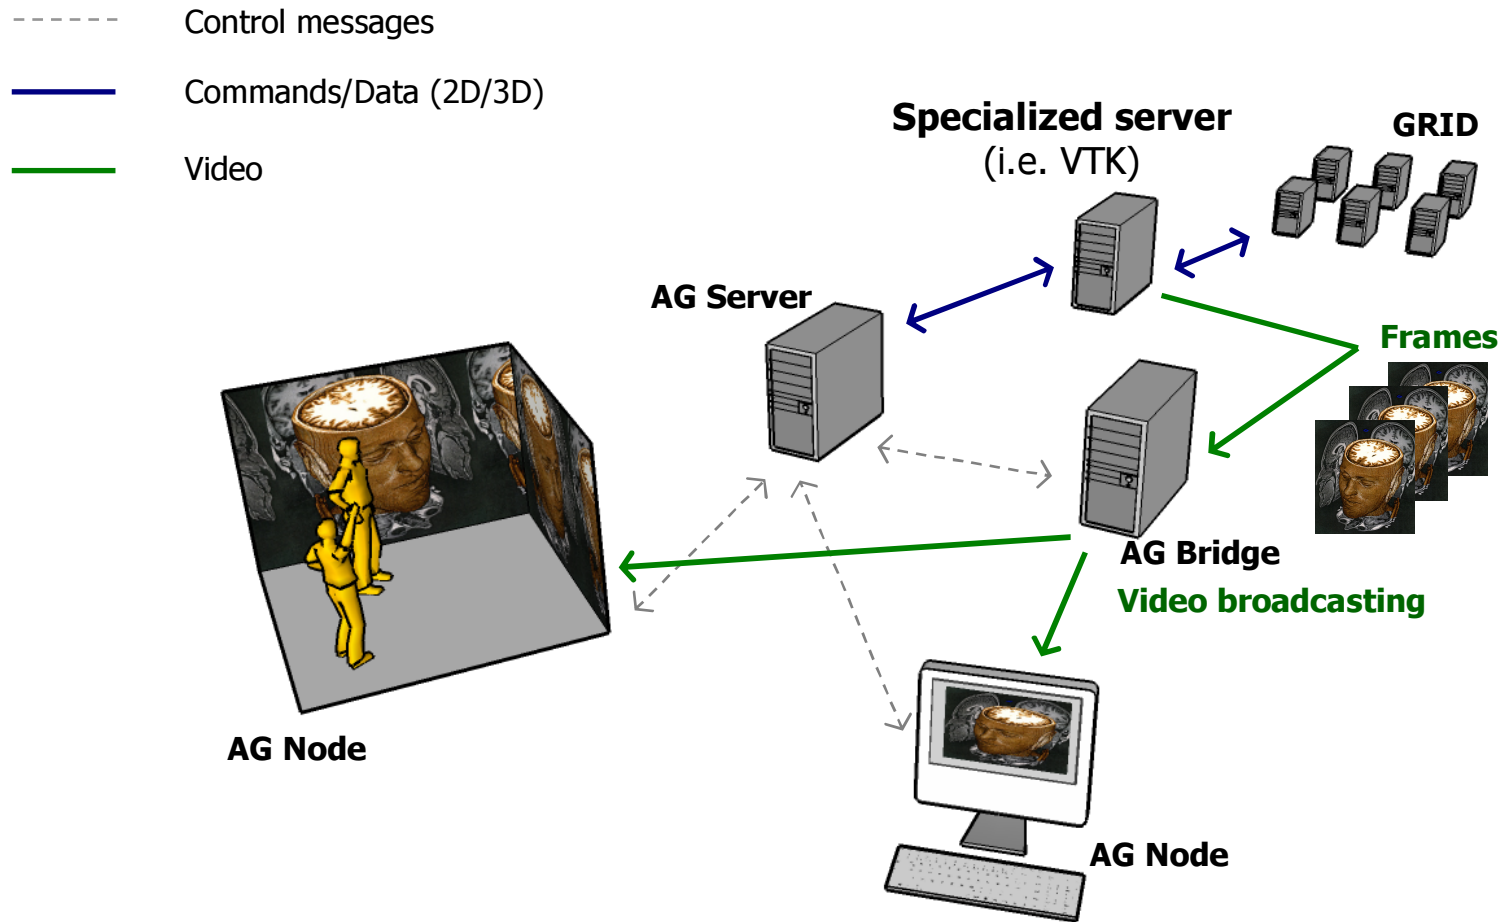 Control messages
Commands/Data (2D/3D)
Video
Specialized server
(i.e. VTK)
GRID
AG Server
Frames
AG Bridge
Video broadcasting
AG Node
AG Node